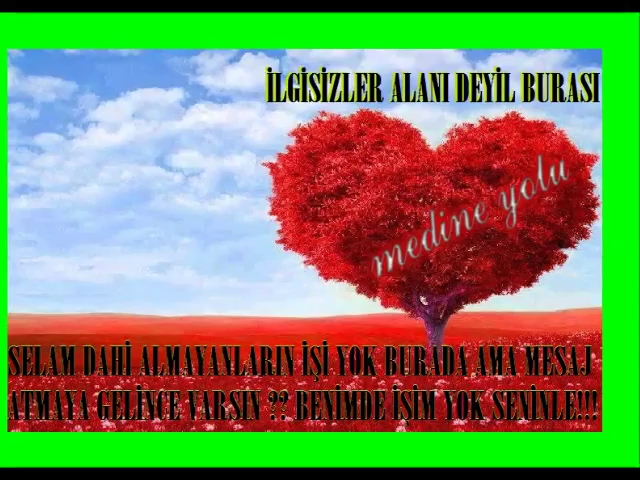 İLGİSİZLER ALANI DEYİL BURASI
medine yolu
SELAM DAHİ ALMAYANLARIN İŞİ YOK BURADA AMA MESAJ
ATMAYA GELİNCE VARSIN ?? BENİMDE İŞİM YOK SENİNLE!!!